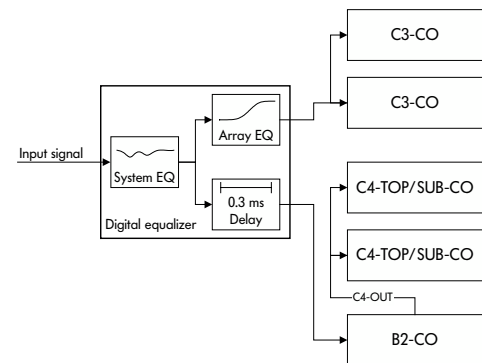 C3-CO
C3-CO
Array EQ
Input signal
System EQ
0.3 ms
Delay
Digital equalizer
C4-TOP/SUB-CO
C4-TOP/SUB-CO
C4-OUT
B2-CO